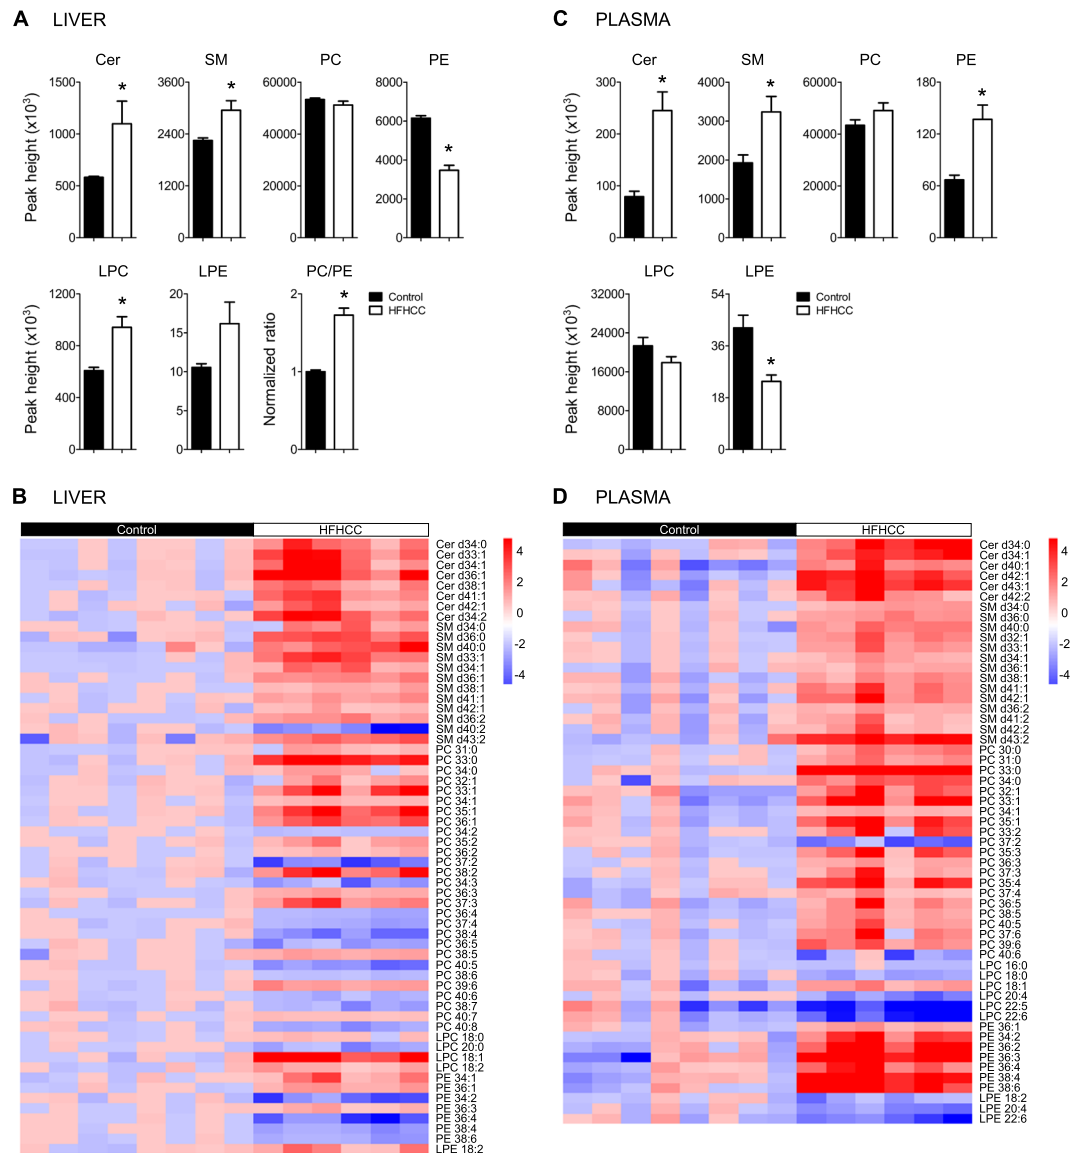 A LIVER
Cer
SM
PC
PE
Peak height (x10³)
1500
1000
500
0
*
3600
2400
1200
0
*
60000
40000
20000
0
8000
6000
4000
2000
0
*
LPC
LPE
PC/PE
Peak height (x10³)
1200
800
400
0
*
20
15
10
5
0
Normalized ratio
2
1
0
*
Control
HFHCC
C PLASMA
Cer
SM
PC
PE
Peak height (x10³)
300
200
100
0
*
4000
3000
2000
1000
0
*
60000
40000
20000
0
180
120
60
0
*
LPC
LPE
Peak height (x10³)
32000
24000
16000
8000
0
54
36
18
0
*
Control
HFHCC
B LIVER
Control
HFHCC
Cer d34:0
Cer d33:1
Cer d34:1
Cer d36:1
Cer d38:1
Cer d41:1
Cer d42:1
Cer d34:2
SM d34:0
SM d36:0
SM d40:0
SM d33:1
SM d34:1
SM d36:1
SM d38:1
SM d41:1
SM d42:1
SM d36:2
SM d40:2
SM d43:2
PC 31:0
PC 33:0
PC 34:0
PC 32:1
PC 33:1
PC 34:1
PC 35:1
PC 36:1
PC 34:2
PC 35:2
PC 36:2
PC 37:2
PC 38:2
PC 34:3
PC 36:3
PC 37:3
PC 36:4
PC 37:4
PC 38:4
PC 36:5
PC 38:5
PC 40:5
PC 38:6
PC 39:6
PC 40:6
PC 38:7
PC 40:7
PC 40:8
LPC 18:0
LPC 20:0
LPC 18:1
LPC 18:2
PE 34:1
PE 36:1
PE 34:2
PE 36:3
PE 36:4
PE 38:4
PE 38:6
LPE 18:2
4
2
0
-2
-4
D PLASMA
Control
HFHCC
Cer d34:0
Cer d34:1
Cer d40:1
Cer d42:1
Cer d43:1
Cer d42:2
SM d34:0
SM d36:0
SM d40:0
SM d32:1
SM d33:1
SM d34:1
SM d36:1
SM d38:1
SM d41:1
SM d42:1
SM d36:2
SM d41:2
SM d42:2
SM d43:2
PC 30:0
PC 31:0
PC 33:0
PC 34:0
PC 32:1
PC 33:1
PC 34:1
PC 35:1
PC 33:2
PC 37:2
PC 35:3
PC 36:3
PC 37:3
PC 35:4
PC 37:4
PC 36:5
PC 38:5
PC 40:5
PC 37:6
PC 39:6
PC 40:6
LPC 16:0
LPC 18:0
LPC 18:1
LPC 20:4
LPC 22:5
LPC 22:6
PE 36:1
PE 34:2
PE 36:2
PE 36:3
PE 36:4
PE 38:4
PE 38:6
LPE 18:2
LPE 20:4
LPE 22:6
4
2
0
-2
-4